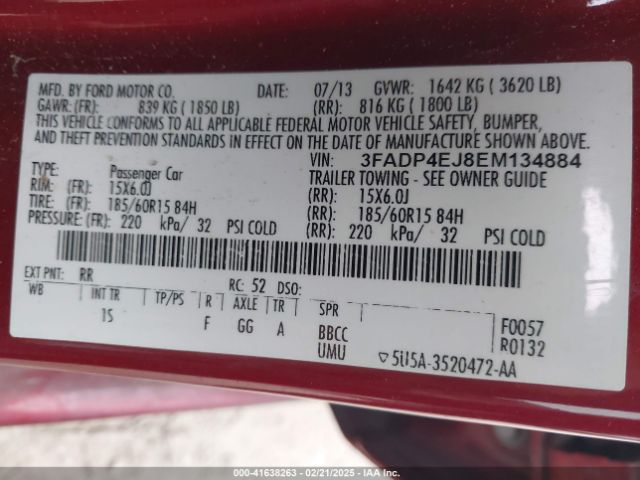 MFD. BY FORD MOTOR CO. DATE: 07/13 GVWR: 1642 KG ( 3620 LB)
GAWR: (FR): 839 KG ( 1850 LB) (RR): 816 KG ( 1800 LB)
THIS VEHICLE CONFORMS TO ALL APPLICABLE FEDERAL MOTOR VEHICLE SAFETY, BUMPER,
AND THEFT PREVENTION STANDARDS IN EFFECT ON THE DATE OF MANUFACTURE SHOWN ABOVE.
VIN: 3FADP4EJ8EM134884
TYPE: Passenger Car TRAILER TOWING - SEE OWNER GUIDE
RIM: (FR): 15X6.0J (RR): 15X6.0J
TIRE: (FR): 185/60R15 84H (RR): 185/60R15 84H
PRESSURE: (FR): 220 kPa/ 32 PSI COLD (RR): 220 kPa/ 32 PSI COLD
EXT PNT: RR RC: 52 DSO:
WB INT TR TP/PS R AXLE TR SPR
1S F GG A BBCC
UMU
F0057
R0132
5U5A-3520472-AA
000-41638263 - 02/21/2025 - IAA Inc.